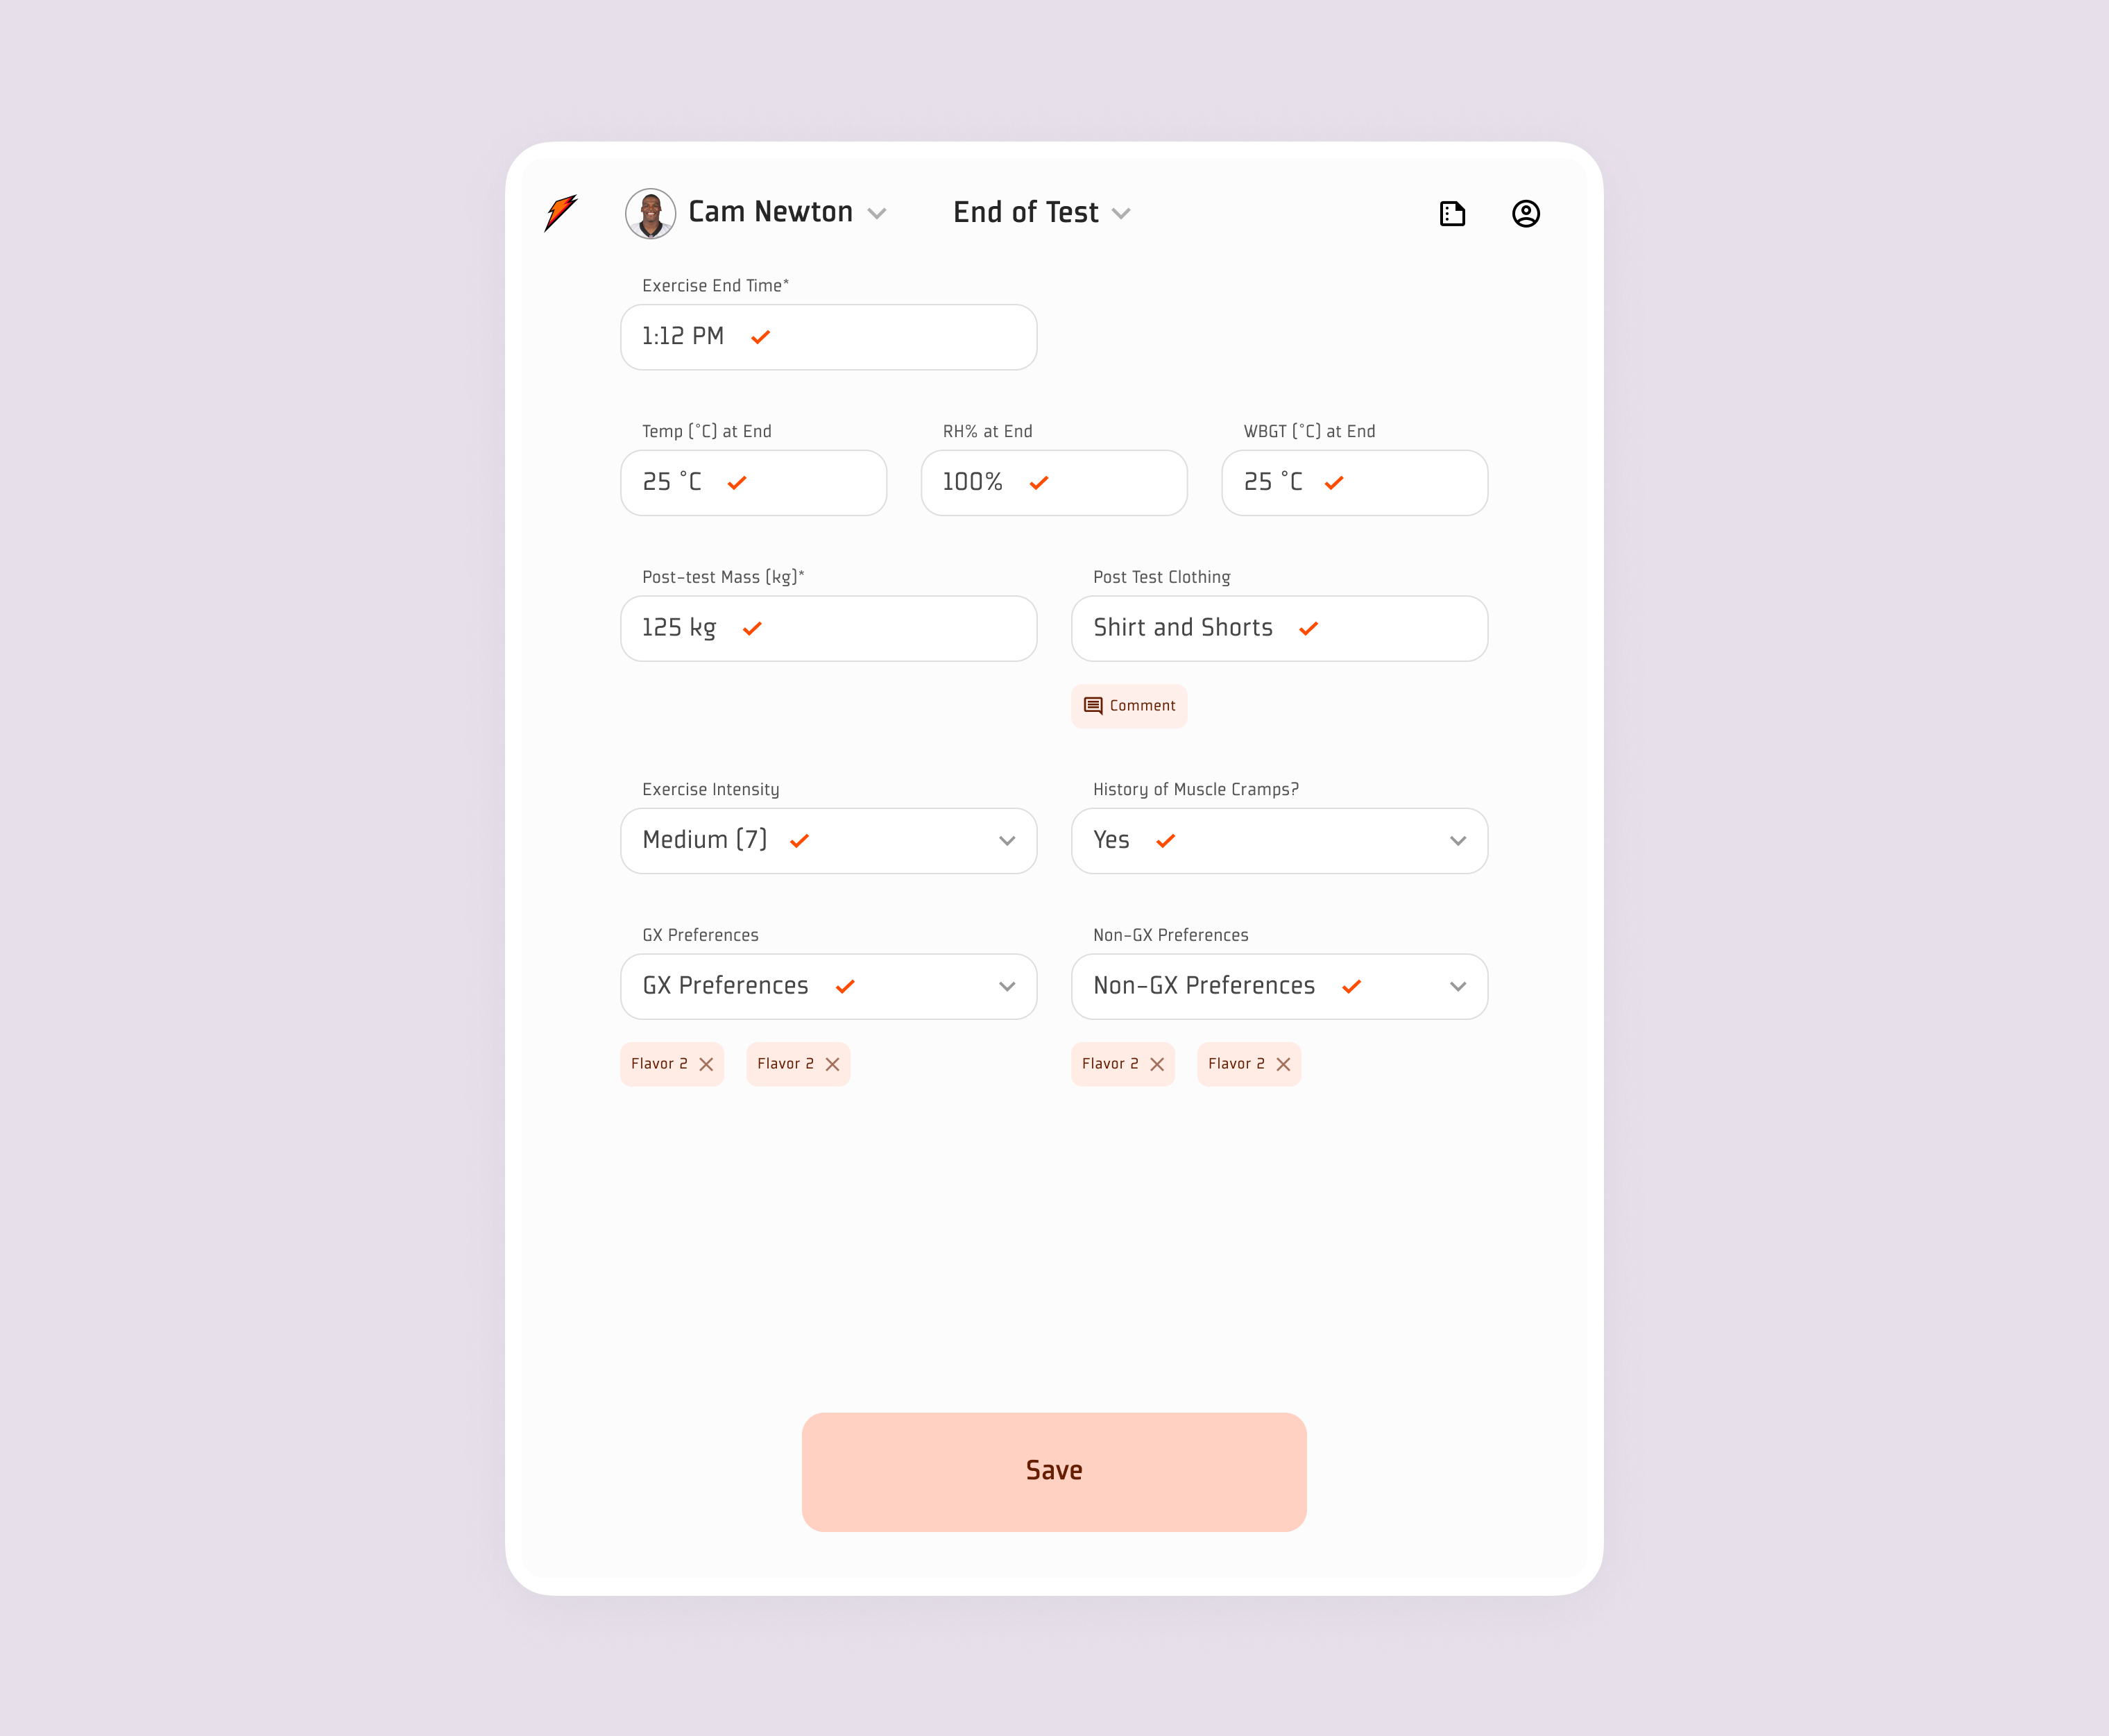 Cam Newton
End of Test
Exercise End Time*
1:12 PM
Temp (°C) at End
RH% at End
WBGT (°C) at End
25 °C
100%
25 °C
Post-test Mass (kg)*
Post Test Clothing
125 kg
Shirt and Shorts
Comment
Exercise Intensity
History of Muscle Cramps?
Medium (7)
Yes
GX Preferences
Non-GX Preferences
GX Preferences
Non-GX Preferences
Flavor 2
Flavor 2
Flavor 2
Flavor 2
Save